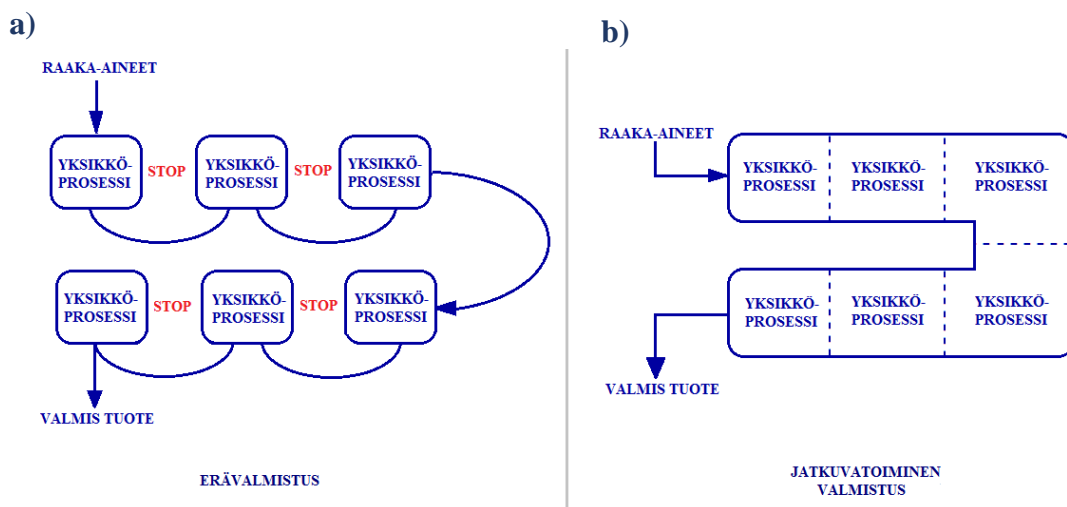 a)
RAAKA-AINEET
YKSIKKÖ-
PROSESSI
STOP
YKSIKKÖ-
PROSESSI
STOP
YKSIKKÖ-
PROSESSI
YKSIKKÖ-
PROSESSI
STOP
YKSIKKÖ-
PROSESSI
STOP
YKSIKKÖ-
PROSESSI
VALMIS TUOTE
ERÄVALMISTUS
b)
RAAKA-AINEET
YKSIKKÖ-
PROSESSI
YKSIKKÖ-
PROSESSI
YKSIKKÖ-
PROSESSI
YKSIKKÖ-
PROSESSI
YKSIKKÖ-
PROSESSI
YKSIKKÖ-
PROSESSI
VALMIS TUOTE
JATKUVATOIMINEN
VALMISTUS